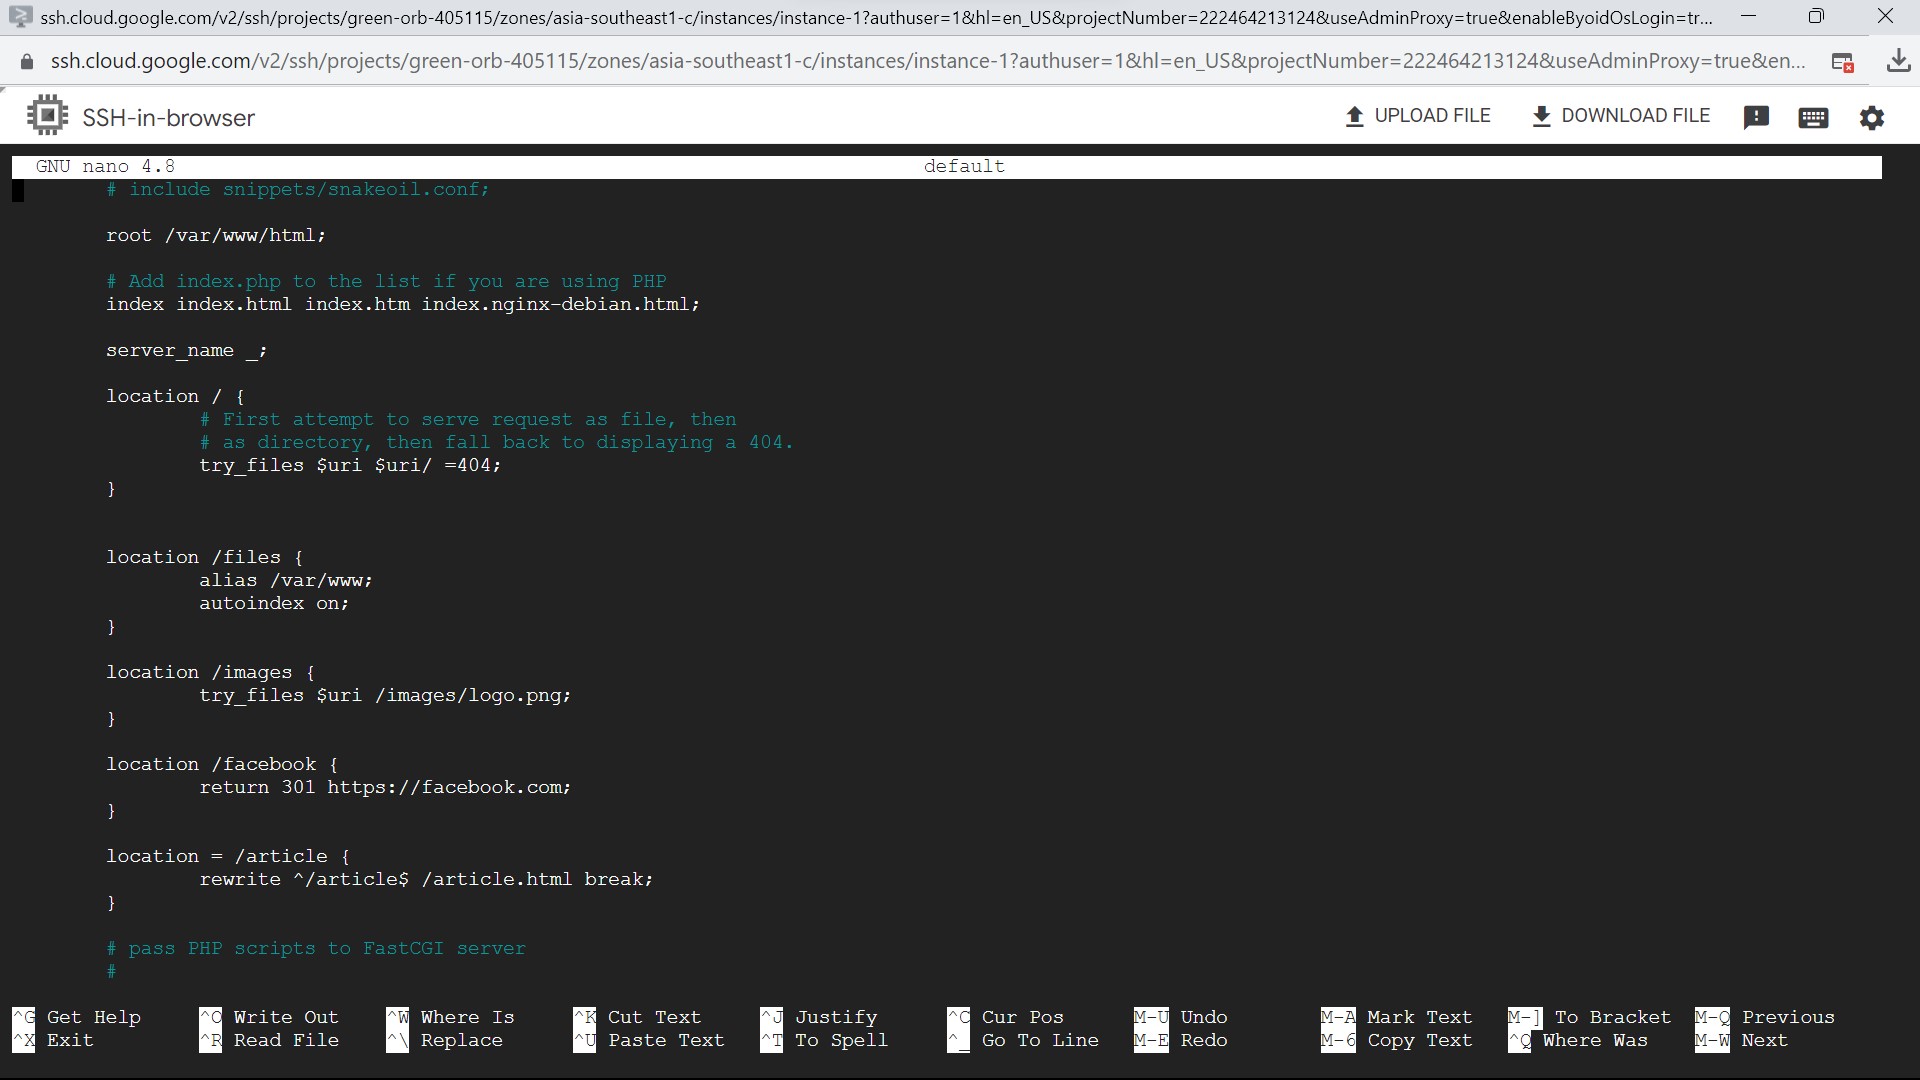 ssh.cloud.google.com/v2/ssh/projects/green-orb-405115/zones/asia-southeast1-c/instances/instance-1?authuser=1&hl=en_US&projectNumber=222464213124&useAdminProxy=true&enableByoidOsLogin=tr...
ssh.cloud.google.com/v2/ssh/projects/green-orb-405115/zones/asia-southeast1-c/instances/instance-1?authuser=1&hl=en_US&projectNumber=222464213124&useAdminProxy=true&en...
SSH-in-browser UPLOAD FILE DOWNLOAD FILE
GNU nano 4.8 default
# include snippets/snakeoil.conf;
root /var/www/html;
# Add index.php to the list if you are using PHP
index index.html index.htm index.nginx-debian.html;
server_name _;
location / {
# First attempt to serve request as file, then
# as directory, then fall back to displaying a 404.
try_files $uri $uri/ =404;
}
location /files {
alias /var/www;
autoindex on;
}
location /images {
try_files $uri /images/logo.png;
}
location /facebook {
return 301 https://facebook.com;
}
location = /article {
rewrite ^/article$ /article.html break;
}
# pass PHP scripts to FastCGI server
#
^G Get Help ^O Write Out ^W Where Is ^K Cut Text ^J Justify ^C Cur Pos M-U Undo M-A Mark Text M-] To Bracket M-Q Previous
^X Exit ^R Read File ^\ Replace ^U Paste Text ^T To Spell ^_ Go To Line M-E Redo M-6 Copy Text ^Q Where Was M-W Next